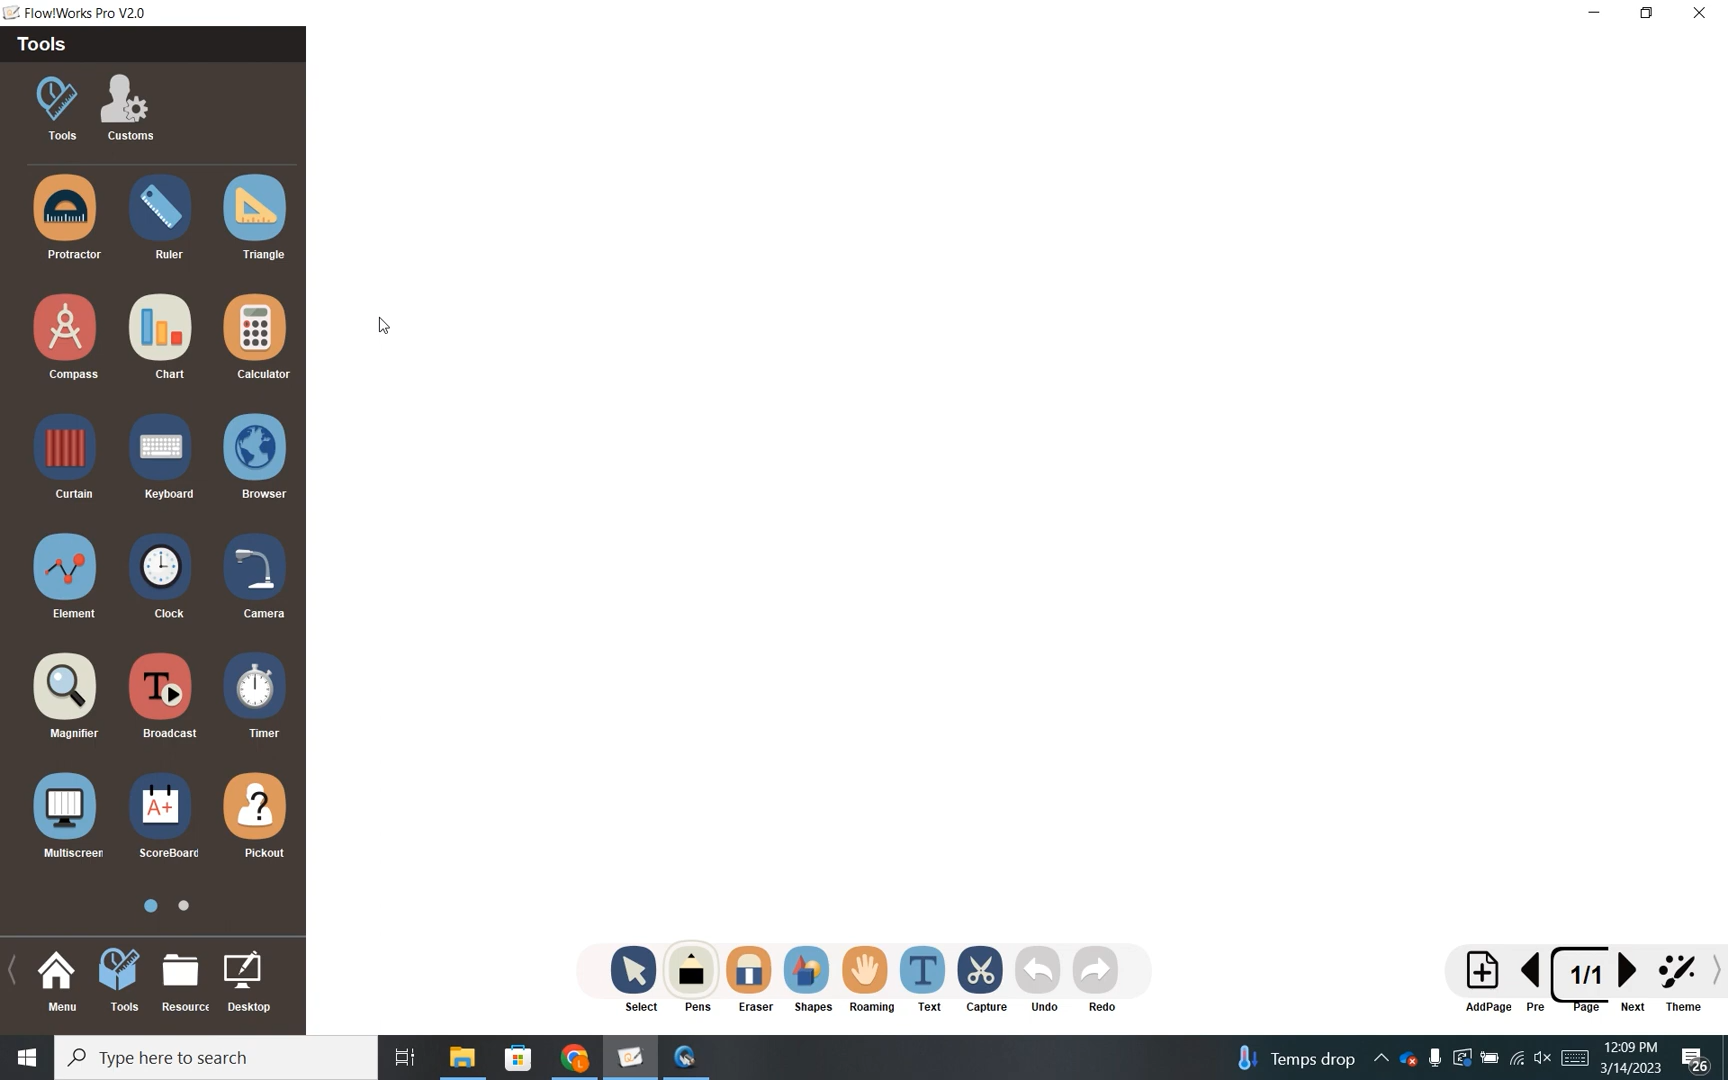 Flow!Works Pro V2.0
Tools
Tools Customs
Protractor Ruler Triangle
Compass Chart Calculator
Curtain Keyboard Browser
Element Clock Camera
T
Magnifier Broadcast Timer
A+ ?
Multiscreen ScoreBoard Pickout
T 1/1
Menu Tools Resource Desktop Select Pens Eraser Shapes Roaming Text Capture Undo Redo AddPage Pre Page Next Theme
Type here to search Temps drop 12:09 PM
3/14/2023 26